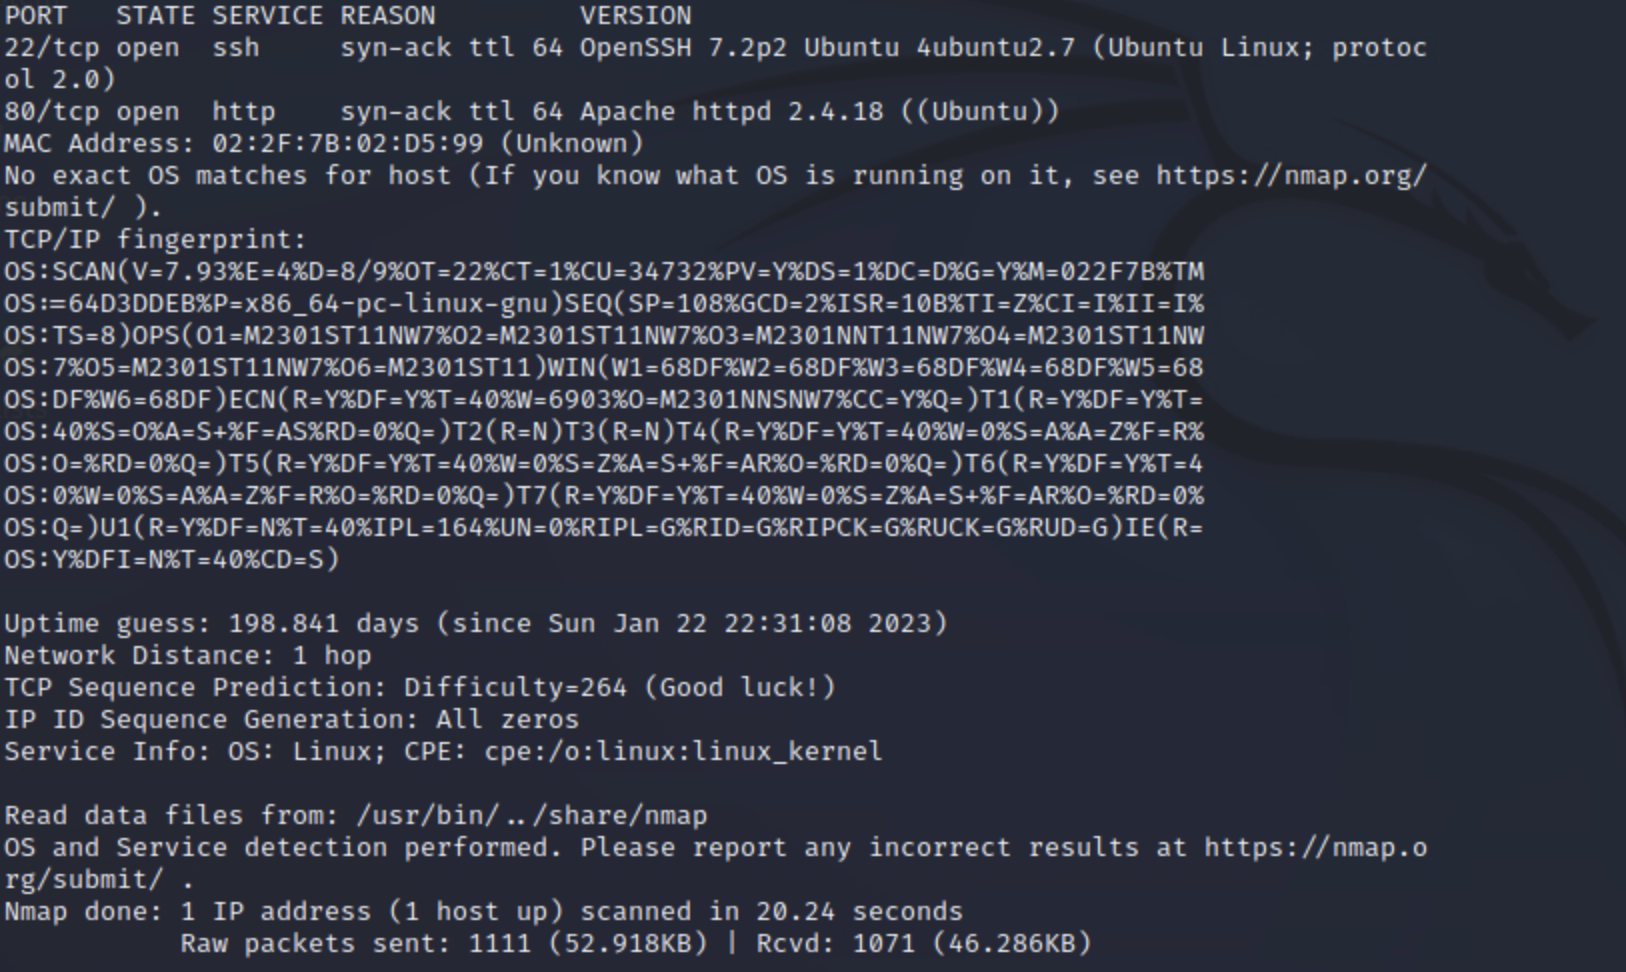 PORT   STATE SERVICE REASON         VERSION
22/tcp open  ssh     syn-ack ttl 64 OpenSSH 7.2p2 Ubuntu 4ubuntu2.7 (Ubuntu Linux; protoc
ol 2.0)
80/tcp open  http    syn-ack ttl 64 Apache httpd 2.4.18 ((Ubuntu))
MAC Address: 02:2F:7B:02:D5:99 (Unknown)
No exact OS matches for host (If you know what OS is running on it, see https://nmap.org/
submit/ ).
TCP/IP fingerprint:
OS:SCAN(V=7.93%E=4%D=8/9%OT=22%CT=1%CU=34732%PV=Y%DS=1%DC=D%G=Y%M=022F7B%TM
OS:=64D3DDEB%P=x86_64-pc-linux-gnu)SEQ(SP=108%GCD=2%ISR=10B%TI=Z%CI=I%II=I%
OS:TS=8)OPS(O1=M2301ST11NW7%O2=M2301ST11NW7%O3=M2301NNT11NW7%O4=M2301ST11NW
OS:7%O5=M2301ST11NW7%O6=M2301ST11)WIN(W1=68DF%W2=68DF%W3=68DF%W4=68DF%W5=68
OS:DF%W6=68DF)ECN(R=Y%DF=Y%T=40%W=6903%O=M2301NNSNW7%CC=Y%Q=)T1(R=Y%DF=Y%T=
OS:40%S=O%A=S+%F=AS%RD=0%Q=)T2(R=N)T3(R=N)T4(R=Y%DF=Y%T=40%W=0%S=A%A=Z%F=R%
OS:O=%RD=0%Q=)T5(R=Y%DF=Y%T=40%W=0%S=Z%A=S+%F=AR%O=%RD=0%Q=)T6(R=Y%DF=Y%T=4
OS:0%W=0%S=A%A=Z%F=R%O=%RD=0%Q=)T7(R=Y%DF=Y%T=40%W=0%S=Z%A=S+%F=AR%O=%RD=0%
OS:Q=)U1(R=Y%DF=N%T=40%IPL=164%UN=0%RIPL=G%RID=G%RIPCK=G%RUCK=G%RUD=G)IE(R=
OS:Y%DFI=N%T=40%CD=S)

Uptime guess: 198.841 days (since Sun Jan 22 22:31:08 2023)
Network Distance: 1 hop
TCP Sequence Prediction: Difficulty=264 (Good luck!)
IP ID Sequence Generation: All zeros
Service Info: OS: Linux; CPE: cpe:/o:linux:linux_kernel

Read data files from: /usr/bin/../share/nmap
OS and Service detection performed. Please report any incorrect results at https://nmap.o
rg/submit/ .
Nmap done: 1 IP address (1 host up) scanned in 20.24 seconds
           Raw packets sent: 1111 (52.918KB) | Rcvd: 1071 (46.286KB)